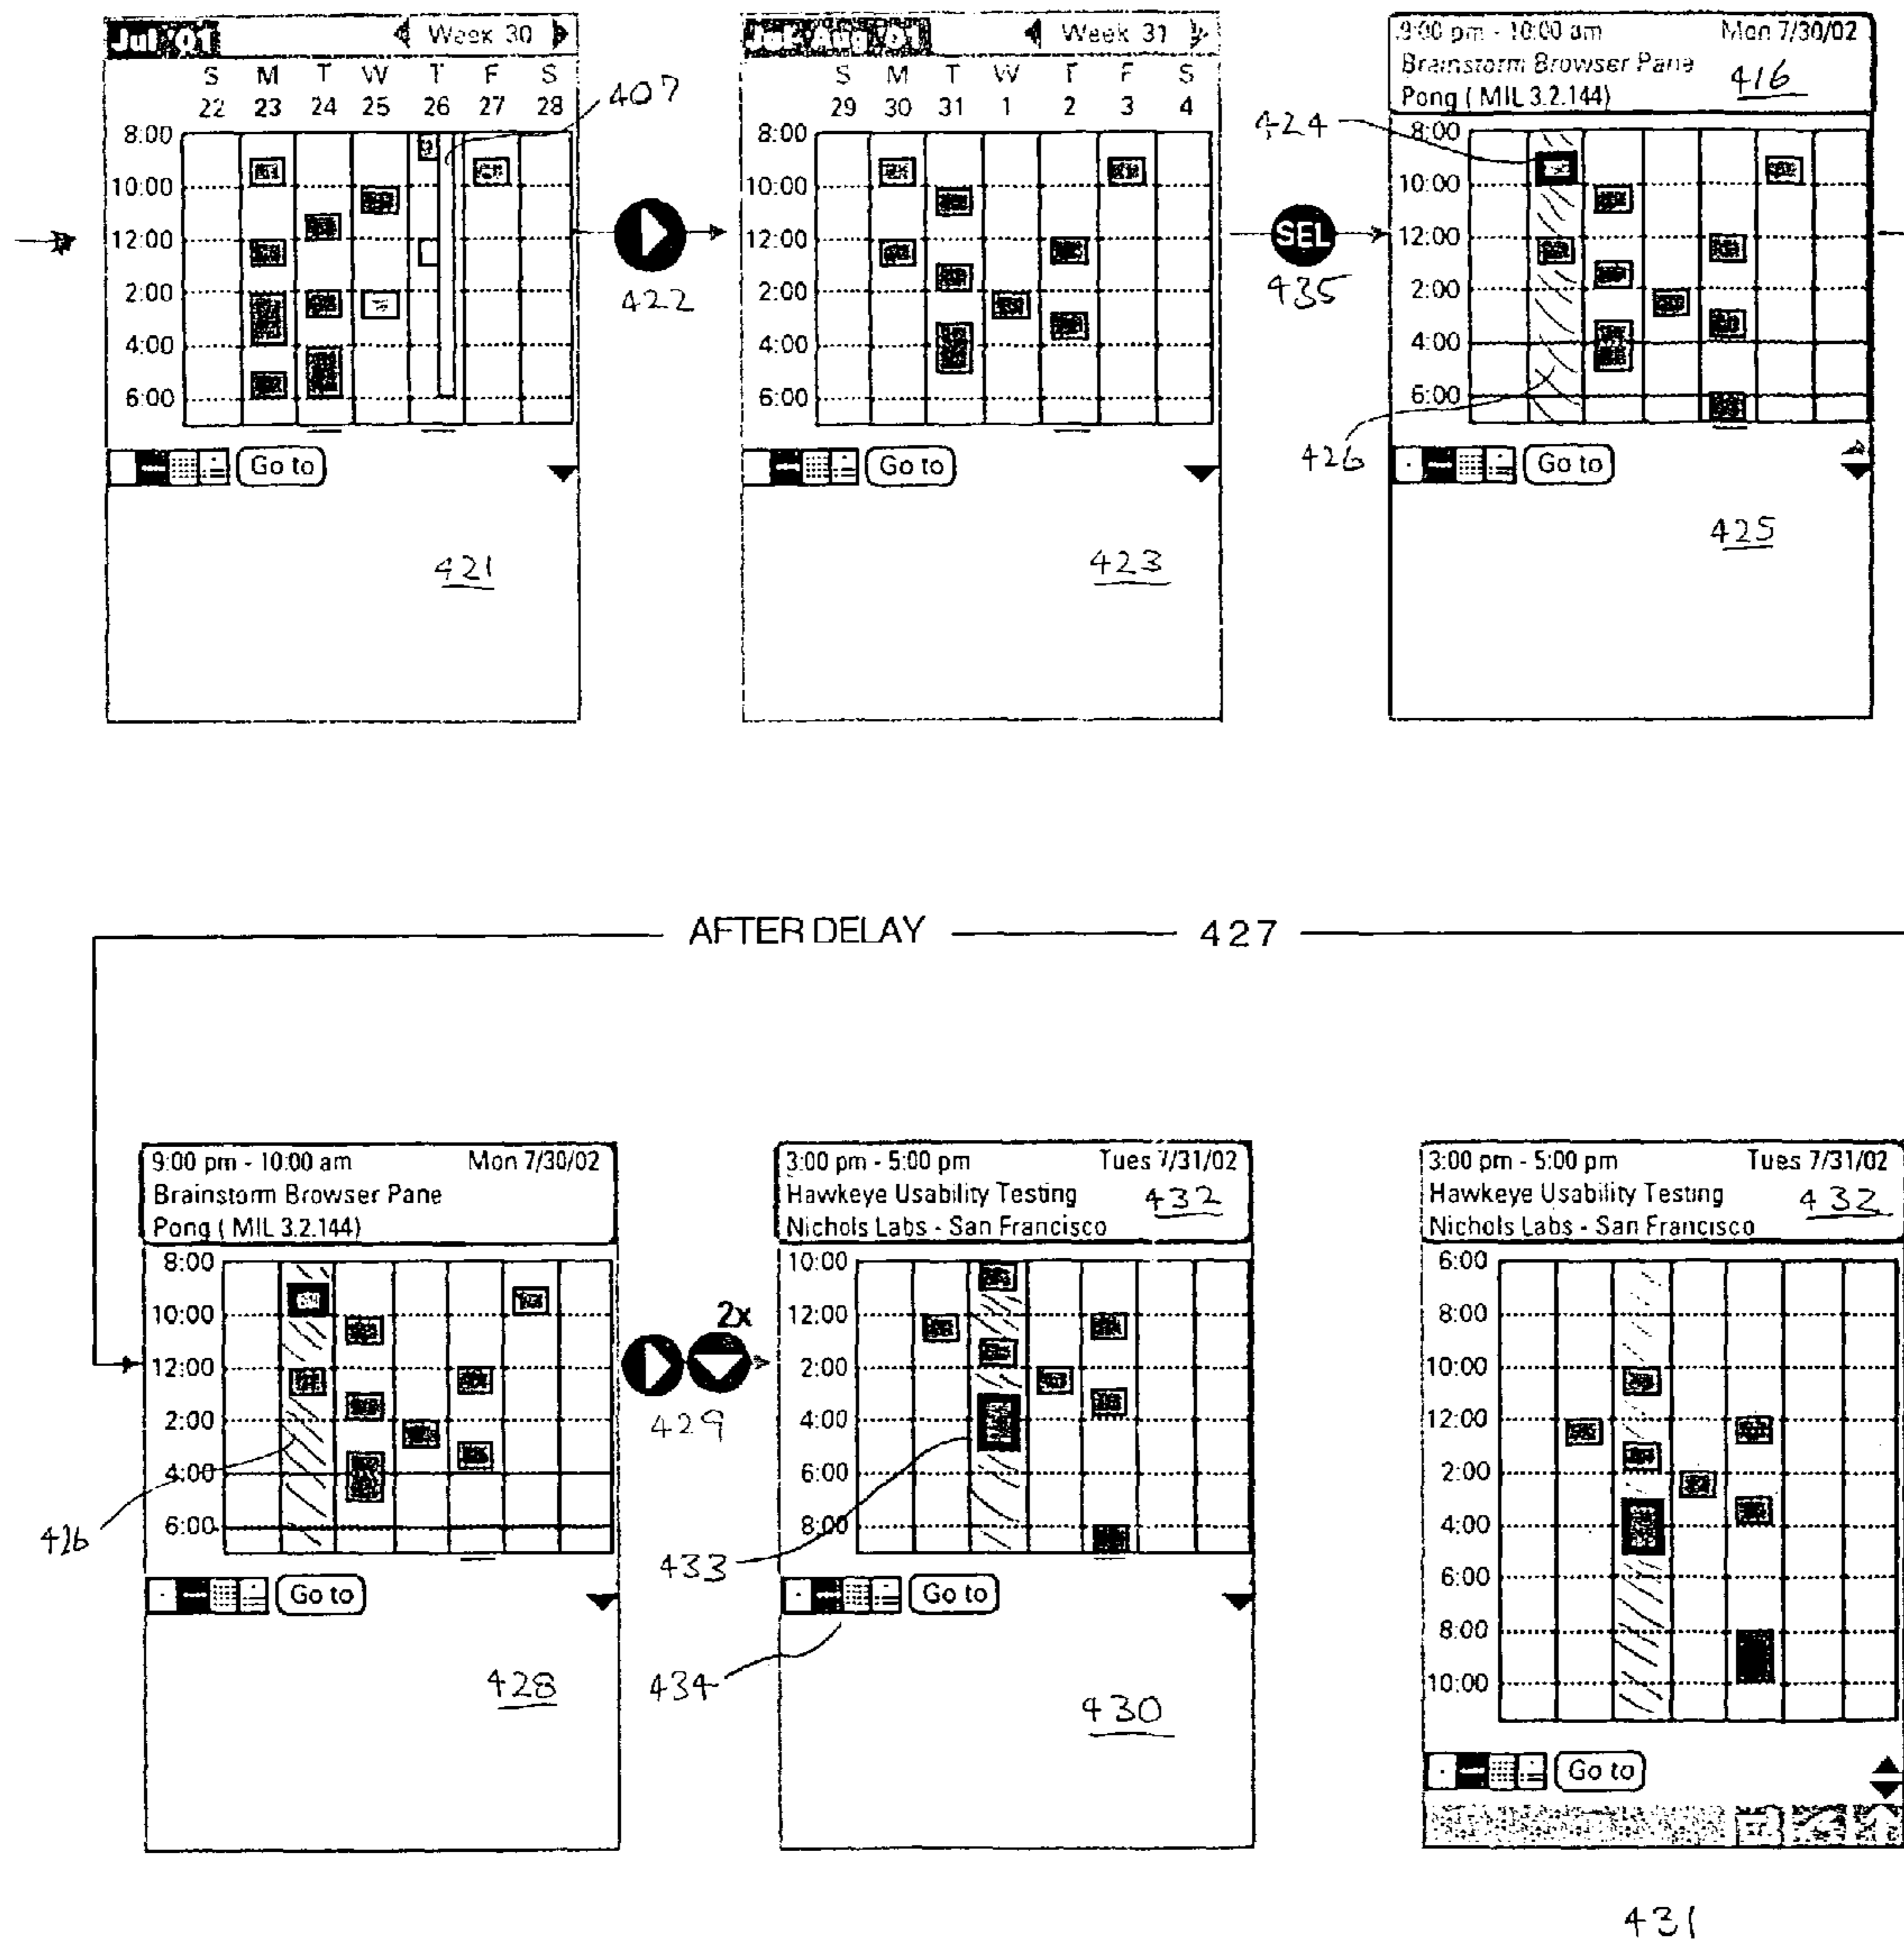 Jul '01 Week 30
S M T W T F S
22 23 24 25 26 27 28
407
8:00
10:00
12:00
2:00
4:00
6:00
Go to
421
422
Week 31
S M T W T F S
29 30 31 1 2 3 4
8:00
10:00
12:00
2:00
4:00
6:00
Go to
423
SEL
435
9:00 pm - 10:00 am Mon 7/30/02
Brainstorm Browser Pane
416
Pong ( MIL 3.2.144)
424
8:00
10:00
12:00
2:00
4:00
6:00
426
Go to
425
AFTER DELAY 427
9:00 pm - 10:00 am Mon 7/30/02
Brainstorm Browser Pane
Pong ( MIL 3.2.144)
8:00
10:00
12:00
2:00
4:00
6:00
426
Go to
428
2x
429
3:00 pm - 5:00 pm Tues 7/31/02
Hawkeye Usability Testing 432
Nichols Labs - San Francisco
10:00
12:00
2:00
4:00
6:00
8:00
433
Go to
434
430
3:00 pm - 5:00 pm Tues 7/31/02
Hawkeye Usability Testing 432
Nichols Labs - San Francisco
6:00
8:00
10:00
12:00
2:00
4:00
6:00
8:00
10:00
Go to
431